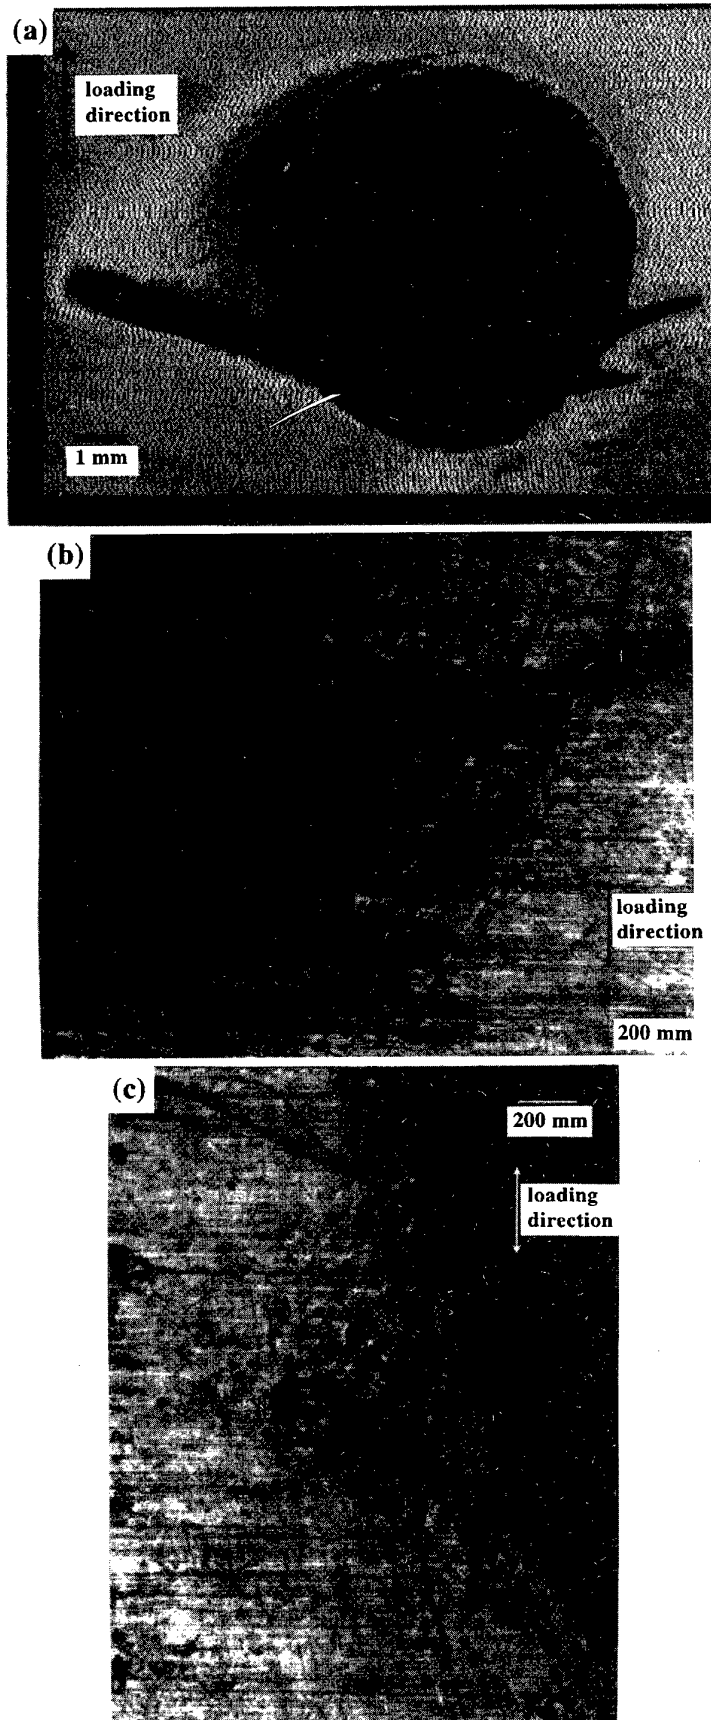 (a)
loading
direction
1 mm
(b)
loading
direction
200 mm
(c)
200 mm
loading
direction